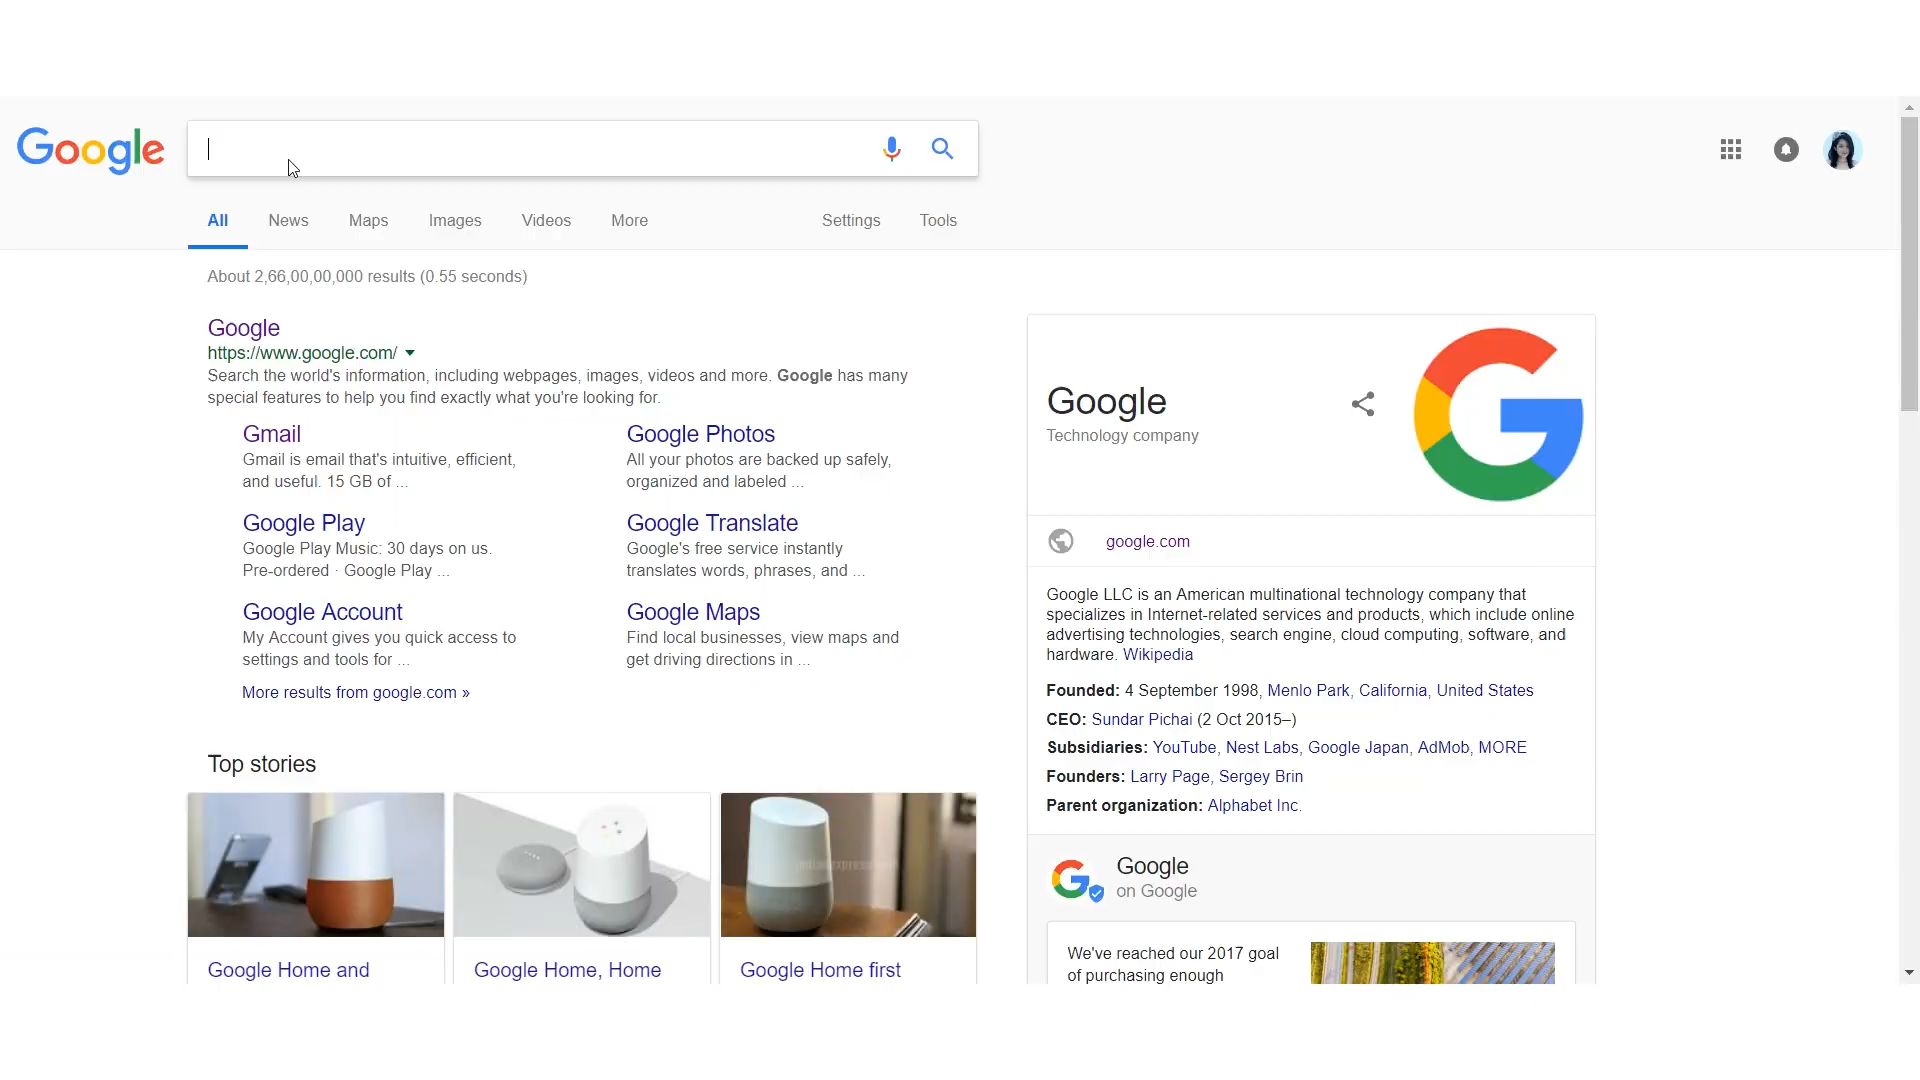 Google
All News Maps Images Videos More Settings Tools
About 2,66,00,00,000 results (0.55 seconds)
Google
https://www.google.com/
Search the world's information, including webpages, images, videos and more. Google has many
special features to help you find exactly what you're looking for.
Gmail
Gmail is email that's intuitive, efficient,
and useful. 15 GB of ...
Google Photos
All your photos are backed up safely,
organized and labeled ...
Google Play
Google Play Music: 30 days on us.
Pre-ordered · Google Play ...
Google Translate
Google's free service instantly
translates words, phrases, and ...
Google Account
My Account gives you quick access to
settings and tools for ...
Google Maps
Find local businesses, view maps and
get driving directions in ...
More results from google.com »
Top stories
Google Home and
Google Home, Home
Google Home first
Google
Technology company
google.com
Google LLC is an American multinational technology company that
specializes in Internet-related services and products, which include online
advertising technologies, search engine, cloud computing, software, and
hardware. Wikipedia
Founded: 4 September 1998, Menlo Park, California, United States
CEO: Sundar Pichai (2 Oct 2015–)
Subsidiaries: YouTube, Nest Labs, Google Japan, AdMob, MORE
Founders: Larry Page, Sergey Brin
Parent organization: Alphabet Inc.
Google
on Google
We've reached our 2017 goal
of purchasing enough